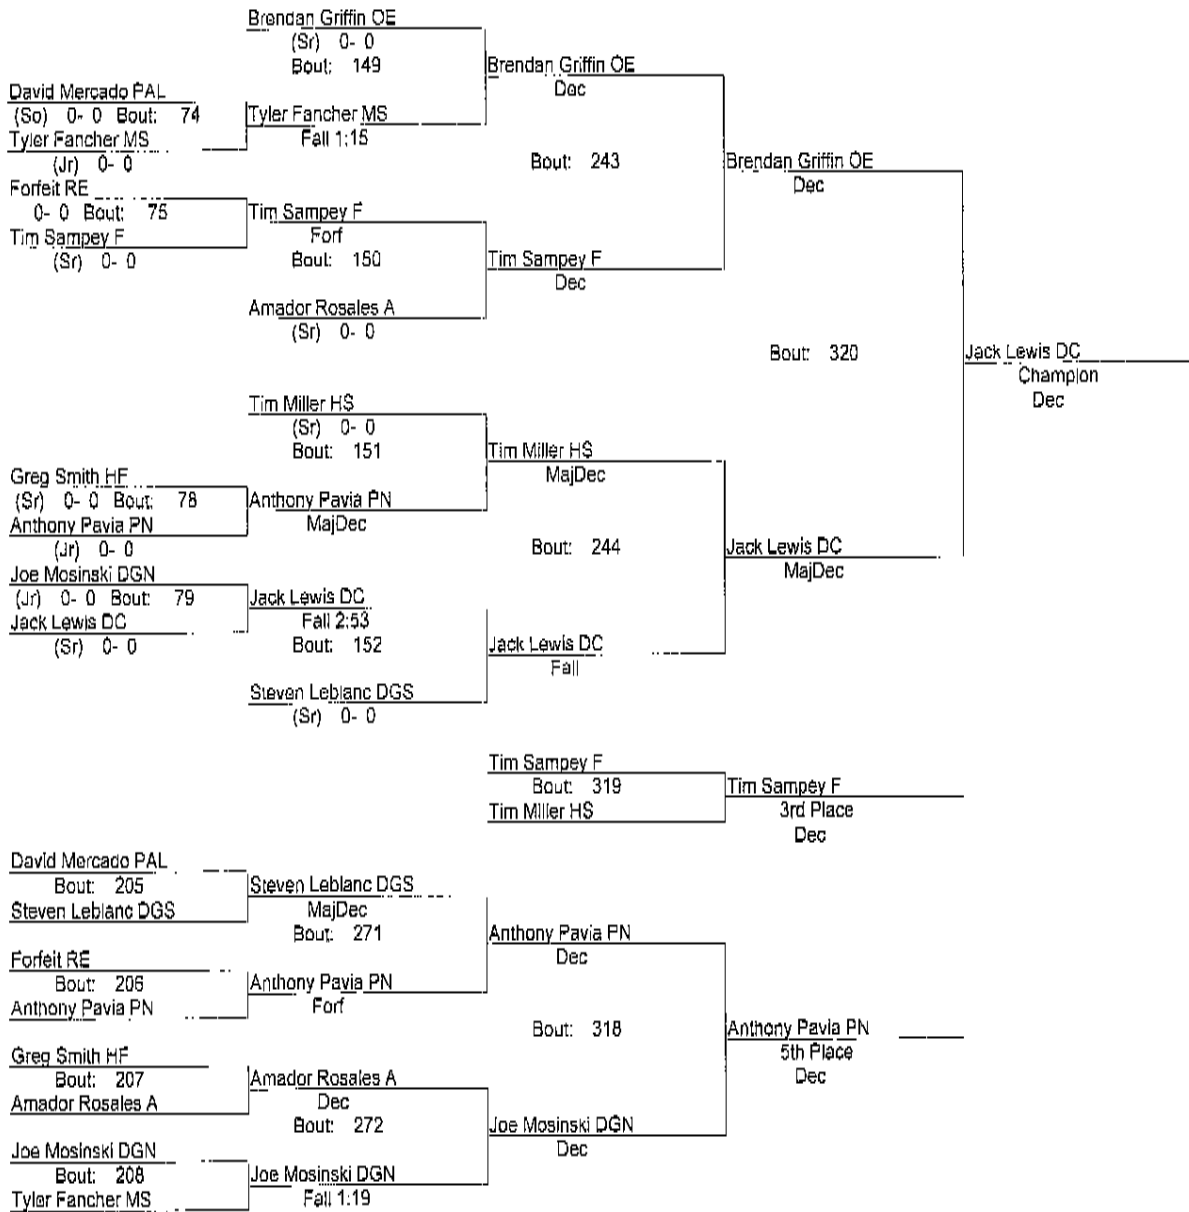 Brendan Griffin OE
(Sr) 0- 0
Bout: 149
Brendan Griffin OE
Dec
David Mercado PAL
(So) 0- 0 Bout: 74
Tyler Fancher MS
Fall 1:15
Tyler Fancher MS
(Jr) 0- 0
Bout: 243
Brendan Griffin OE
Dec
Forfeit RE
0- 0 Bout: 75
Tim Sampey F
Forf
Tim Sampey F
(Sr) 0- 0
Bout: 150
Tim Sampey F
Dec
Amador Rosales A
(Sr) 0- 0
Bout: 320
Jack Lewis DC
Champion
Dec
Tim Miller HS
(Sr) 0- 0
Bout: 151
Tim Miller HS
MajDec
Greg Smith HF
(Sr) 0- 0 Bout: 78
Anthony Pavia PN
MajDec
Anthony Pavia PN
(Jr) 0- 0
Bout: 244
Jack Lewis DC
MajDec
Joe Mosinski DGN
(Jr) 0- 0 Bout: 79
Jack Lewis DC
Fall 2:53
Jack Lewis DC
(Sr) 0- 0
Bout: 152
Jack Lewis DC
Fall
Steven Leblanc DGS
(Sr) 0- 0
Tim Sampey F
Bout: 319
Tim Sampey F
Tim Miller HS
3rd Place
Dec
David Mercado PAL
Bout: 205
Steven Leblanc DGS
Steven Leblanc DGS
MajDec
Bout: 271
Anthony Pavia PN
Dec
Forfeit RE
Bout: 206
Anthony Pavia PN
Anthony Pavia PN
Forf
Bout: 318
Anthony Pavia PN
5th Place
Dec
Greg Smith HF
Bout: 207
Amador Rosales A
Amador Rosales A
Dec
Bout: 272
Joe Mosinski DGN
Dec
Joe Mosinski DGN
Bout: 208
Joe Mosinski DGN
Tyler Fancher MS
Fall 1:19